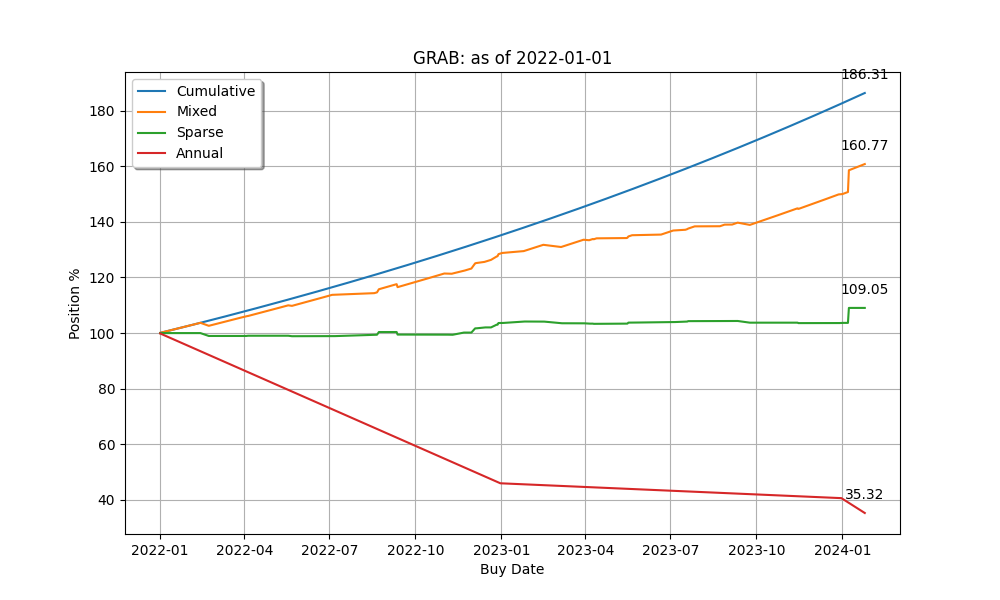 GRAB: as of 2022-01-01
Cumulative
Mixed
Sparse
Annual
186.31
160.77
109.05
35.32
Position %
180
160
140
120
100
80
60
40
2022-01 2022-04 2022-07 2022-10 2023-01 2023-04 2023-07 2023-10 2024-01
Buy Date